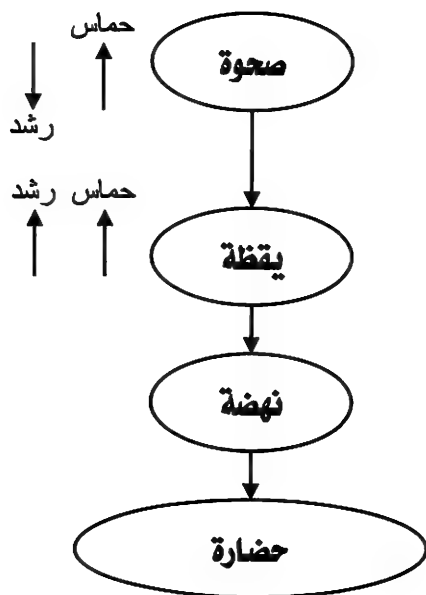 حماس
صحوة
رشد
حماس رشد
يقظة
نهضة
حضارة